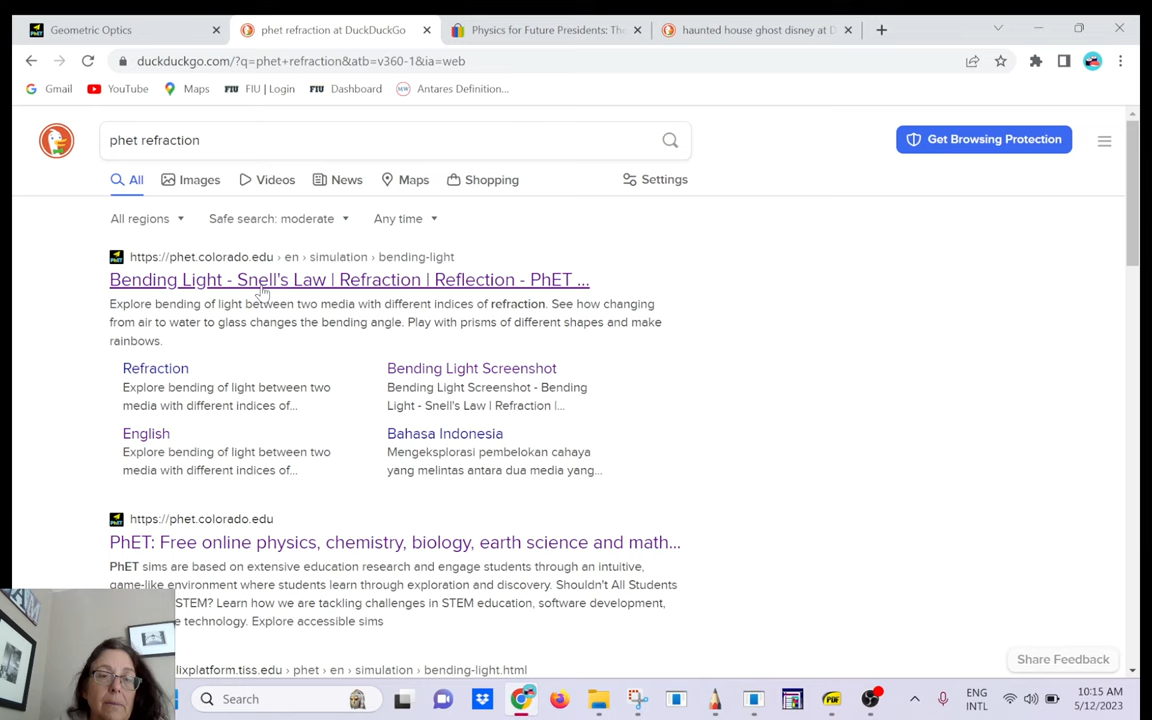 Geometric Optics
phet refraction at DuckDuckGo
Physics for Future Presidents: The
haunted house ghost disney at D
duckduckgo.com/?q=phet+refraction&atb=v360-1&ia=web
Gmail YouTube Maps FIU FIU | Login FIU Dashboard Antares Definition...
phet refraction
Get Browsing Protection
All Images Videos News Maps Shopping Settings
All regions Safe search: moderate Any time
https://phet.colorado.edu › en › simulation › bending-light
Bending Light - Snell's Law | Refraction | Reflection - PhET ...
Explore bending of light between two media with different indices of refraction. See how changing
from air to water to glass changes the bending angle. Play with prisms of different shapes and make
rainbows.
Refraction
Explore bending of light between two
media with different indices of...
Bending Light Screenshot
Bending Light Screenshot - Bending
Light - Snell's Law | Refraction |...
English
Explore bending of light between two
media with different indices of...
Bahasa Indonesia
Mengeksplorasi pembelokan cahaya
yang melintas antara dua media yang...
PhET https://phet.colorado.edu
PhET: Free online physics, chemistry, biology, earth science and math...
PhET sims are based on extensive education research and engage students through an intuitive,
game-like environment where students learn through exploration and discovery. Shouldn't All Students
STEM? Learn how we are tackling challenges in STEM education, software development,
technology. Explore accessible sims
lixplatform.tiss.edu › phet › en › simulation › bending-light.html
Share Feedback
Search
ENG
INTL
10:15 AM
5/12/2023